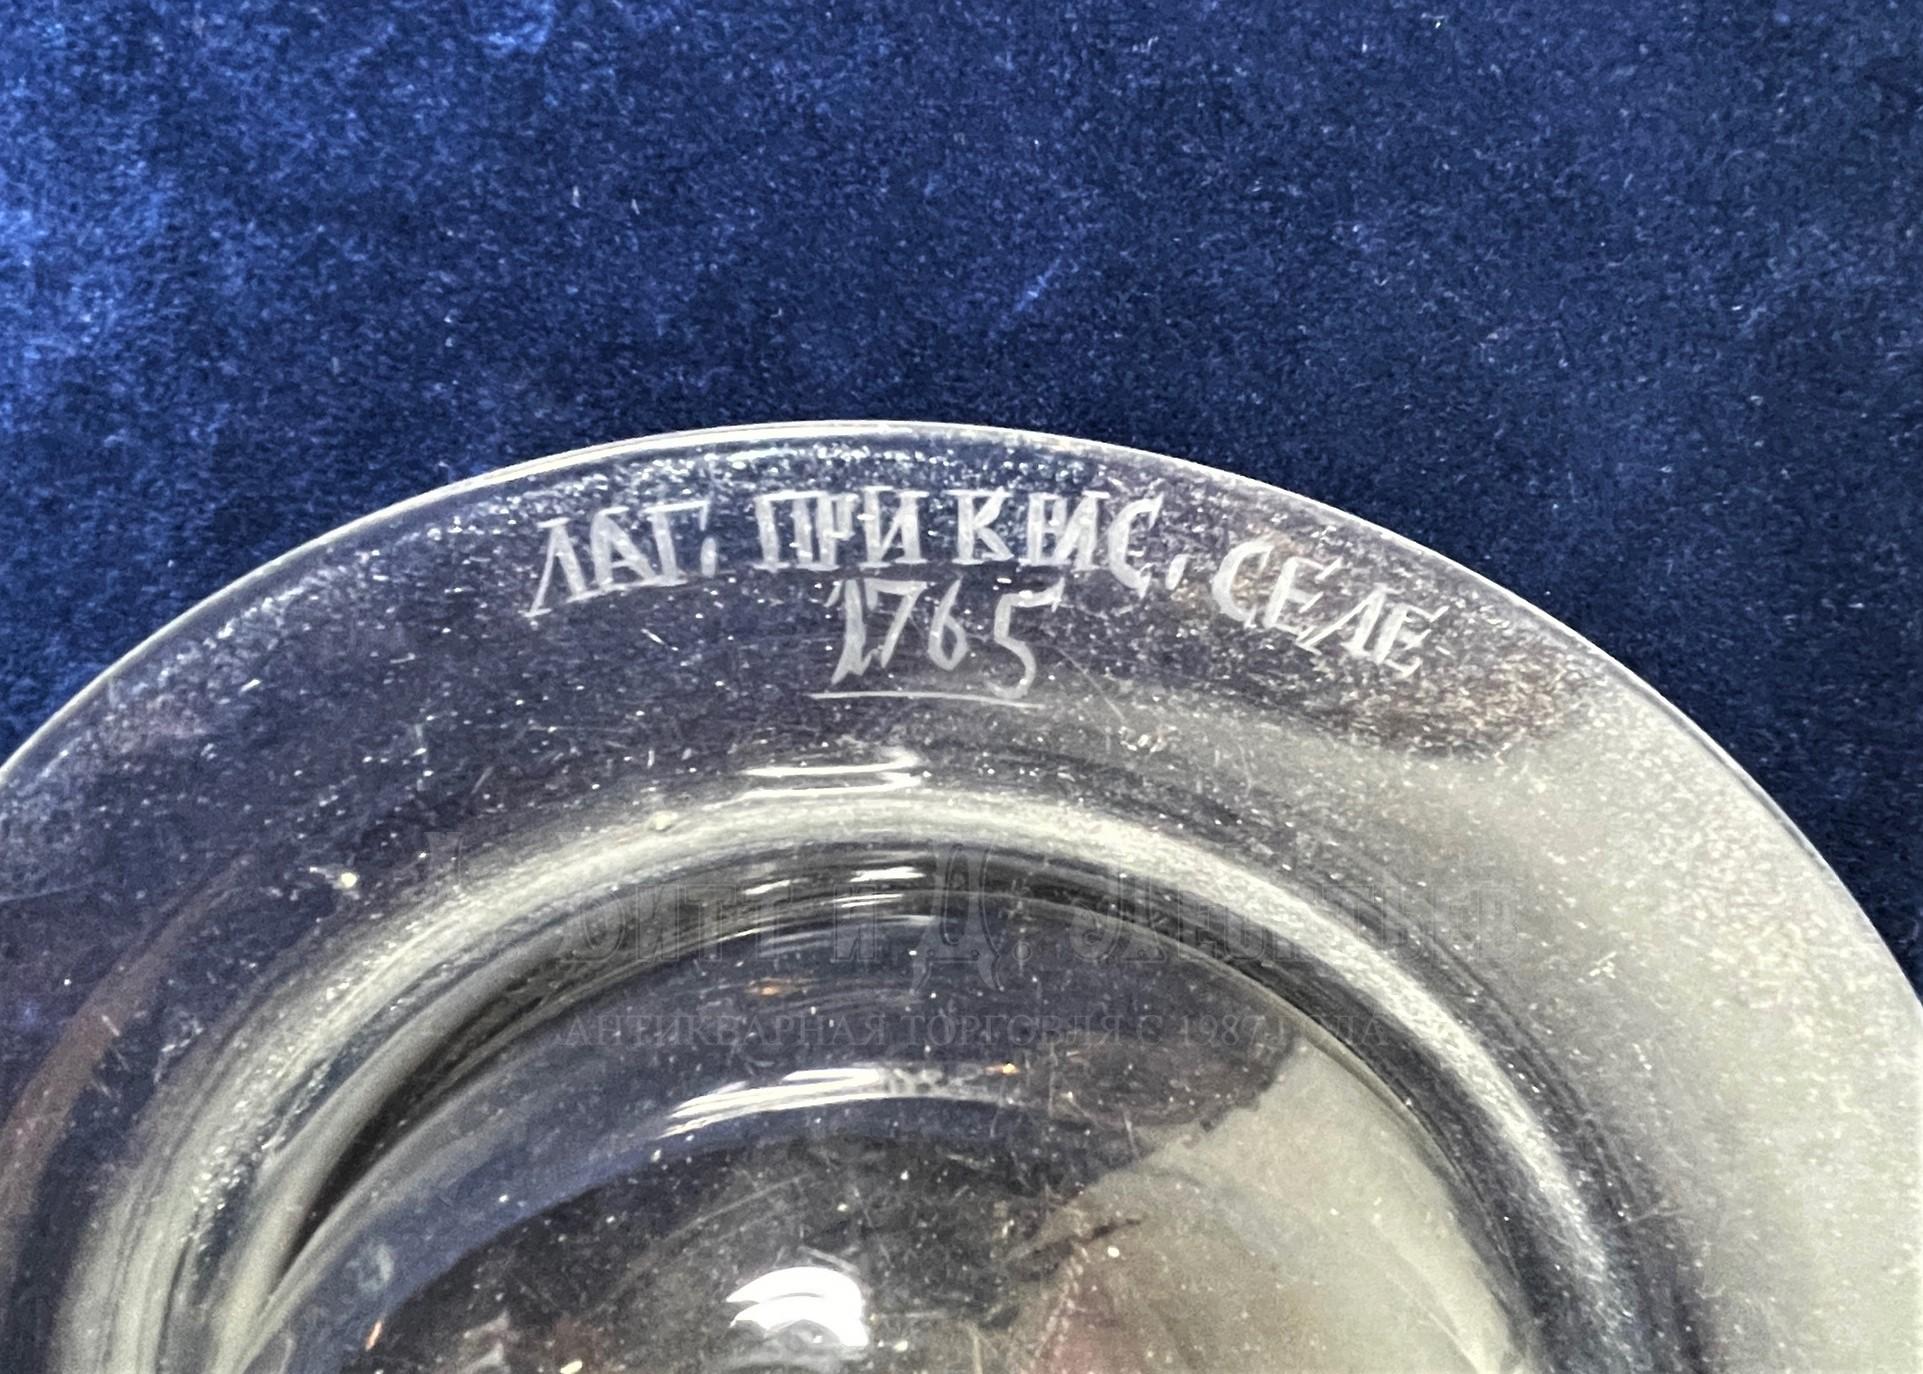 ЛАГ. ПРИ КРАС. СЕЛЕ
1765
и Д.
АНТИКВАРНАЯ ТОРГОВЛЯ С 1987 ГОДА